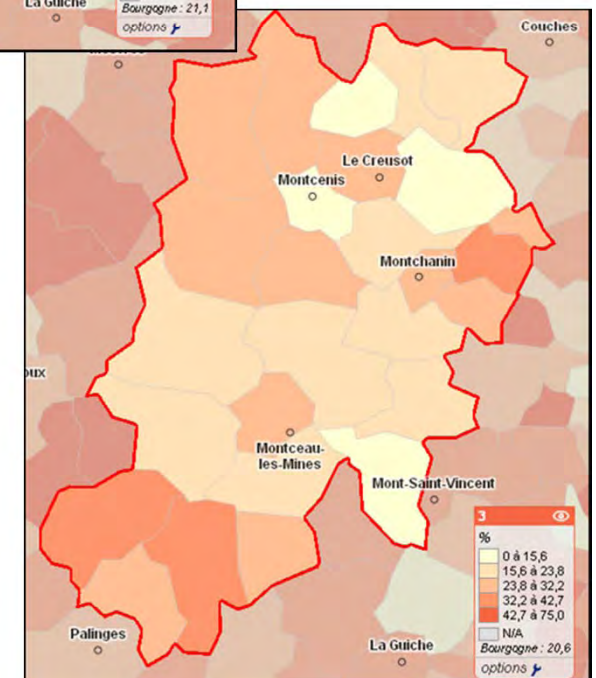 La Guiche
Bourgogne : 21,1
options
Couches
Le Creusot
Montcenis
Montchanin
oux
Montceau-
les-Mines
Mont-Saint-Vincent
3
%
0 à 15,6
15,6 à 23,8
23,8 à 32,2
32,2 à 42,7
42,7 à 75,0
N/A
Bourgogne : 20,6
options
Palinges
La Guiche